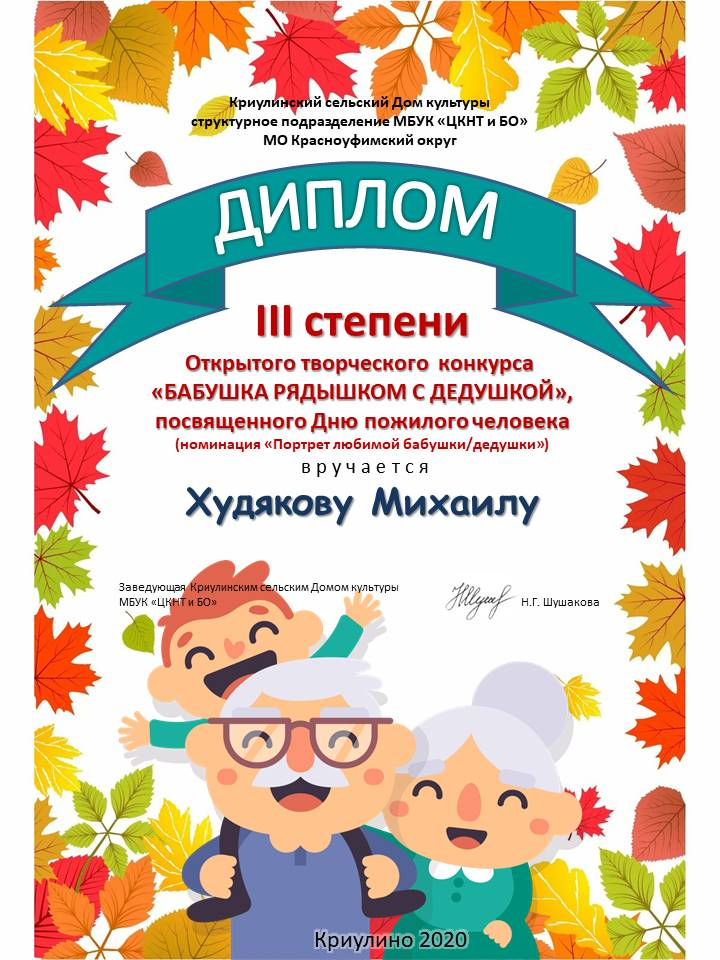 Криулинский сельский Дом культуры
структурное подразделение МБУК «ЦКНТ и БО»
МО Красноуфимский округ
ДИПЛОМ
III степени
Открытого творческого конкурса
«БАБУШКА РЯДЫШКОМ С ДЕДУШКОЙ»,
посвященного Дню пожилого человека
(номинация «Портрет любимой бабушки/дедушки»)
вручается
Худякову Михаилу
Заведующая Криулинским сельским Домом культуры
МБУК «ЦКНТ и БО»
Н.Г. Шушакова
Криулино 2020